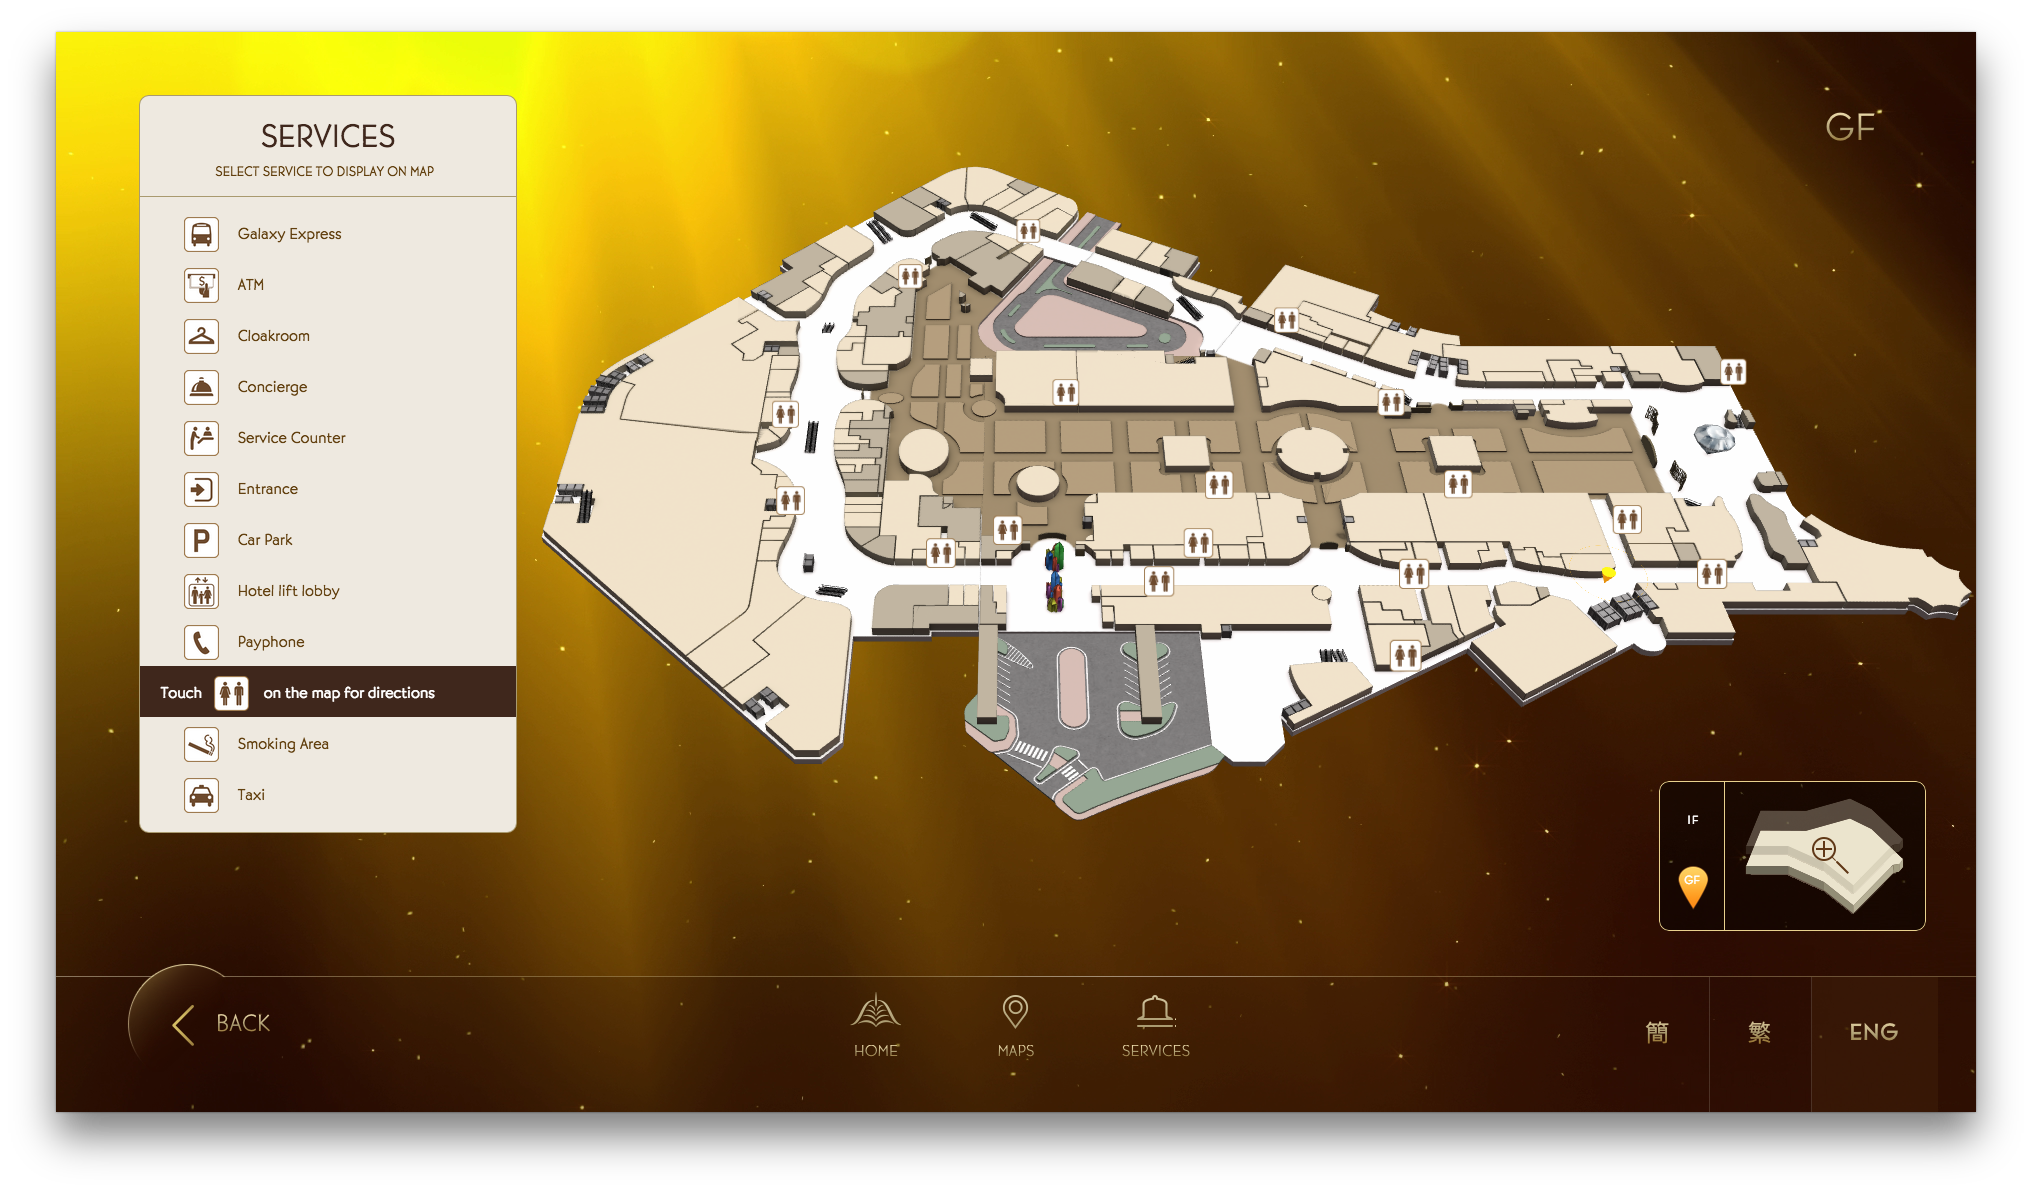 SERVICES
SELECT SERVICE TO DISPLAY ON MAP
Galaxy Express
ATM
Cloakroom
Concierge
Service Counter
Entrance
P
Car Park
Hotel lift lobby
Payphone
Touch on the map for directions
Smoking Area
Taxi
GF
1F
GF
BACK
HOME
MAPS
SERVICES
簡
繁
ENG